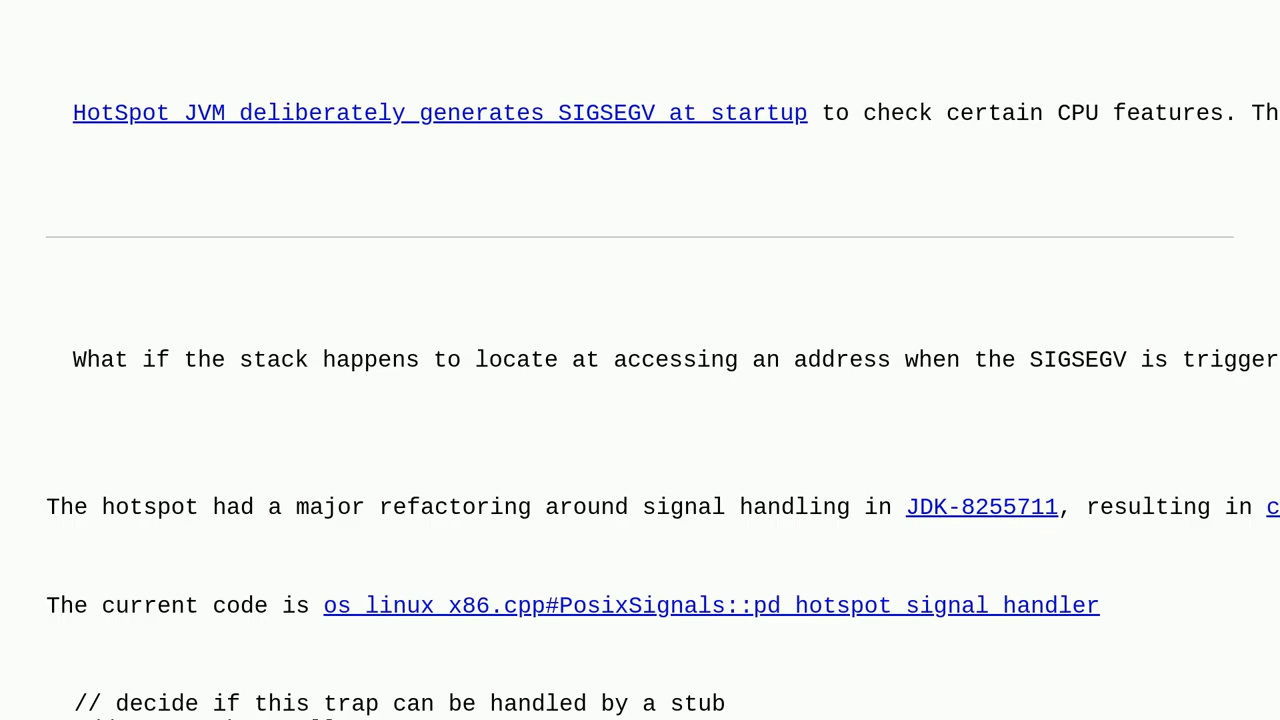 HotSpot JVM deliberately generates SIGSEGV at startup to check certain CPU features.
What if the stack happens to locate at accessing an address when the SIGSEGV is
The hotspot had a major refactoring around signal handling in JDK-8255711, resulting in
The current code is os_linux_x86.cpp#PosixSignals::pd_hotspot_signal_handler
// decide if this trap can be handled by a stub